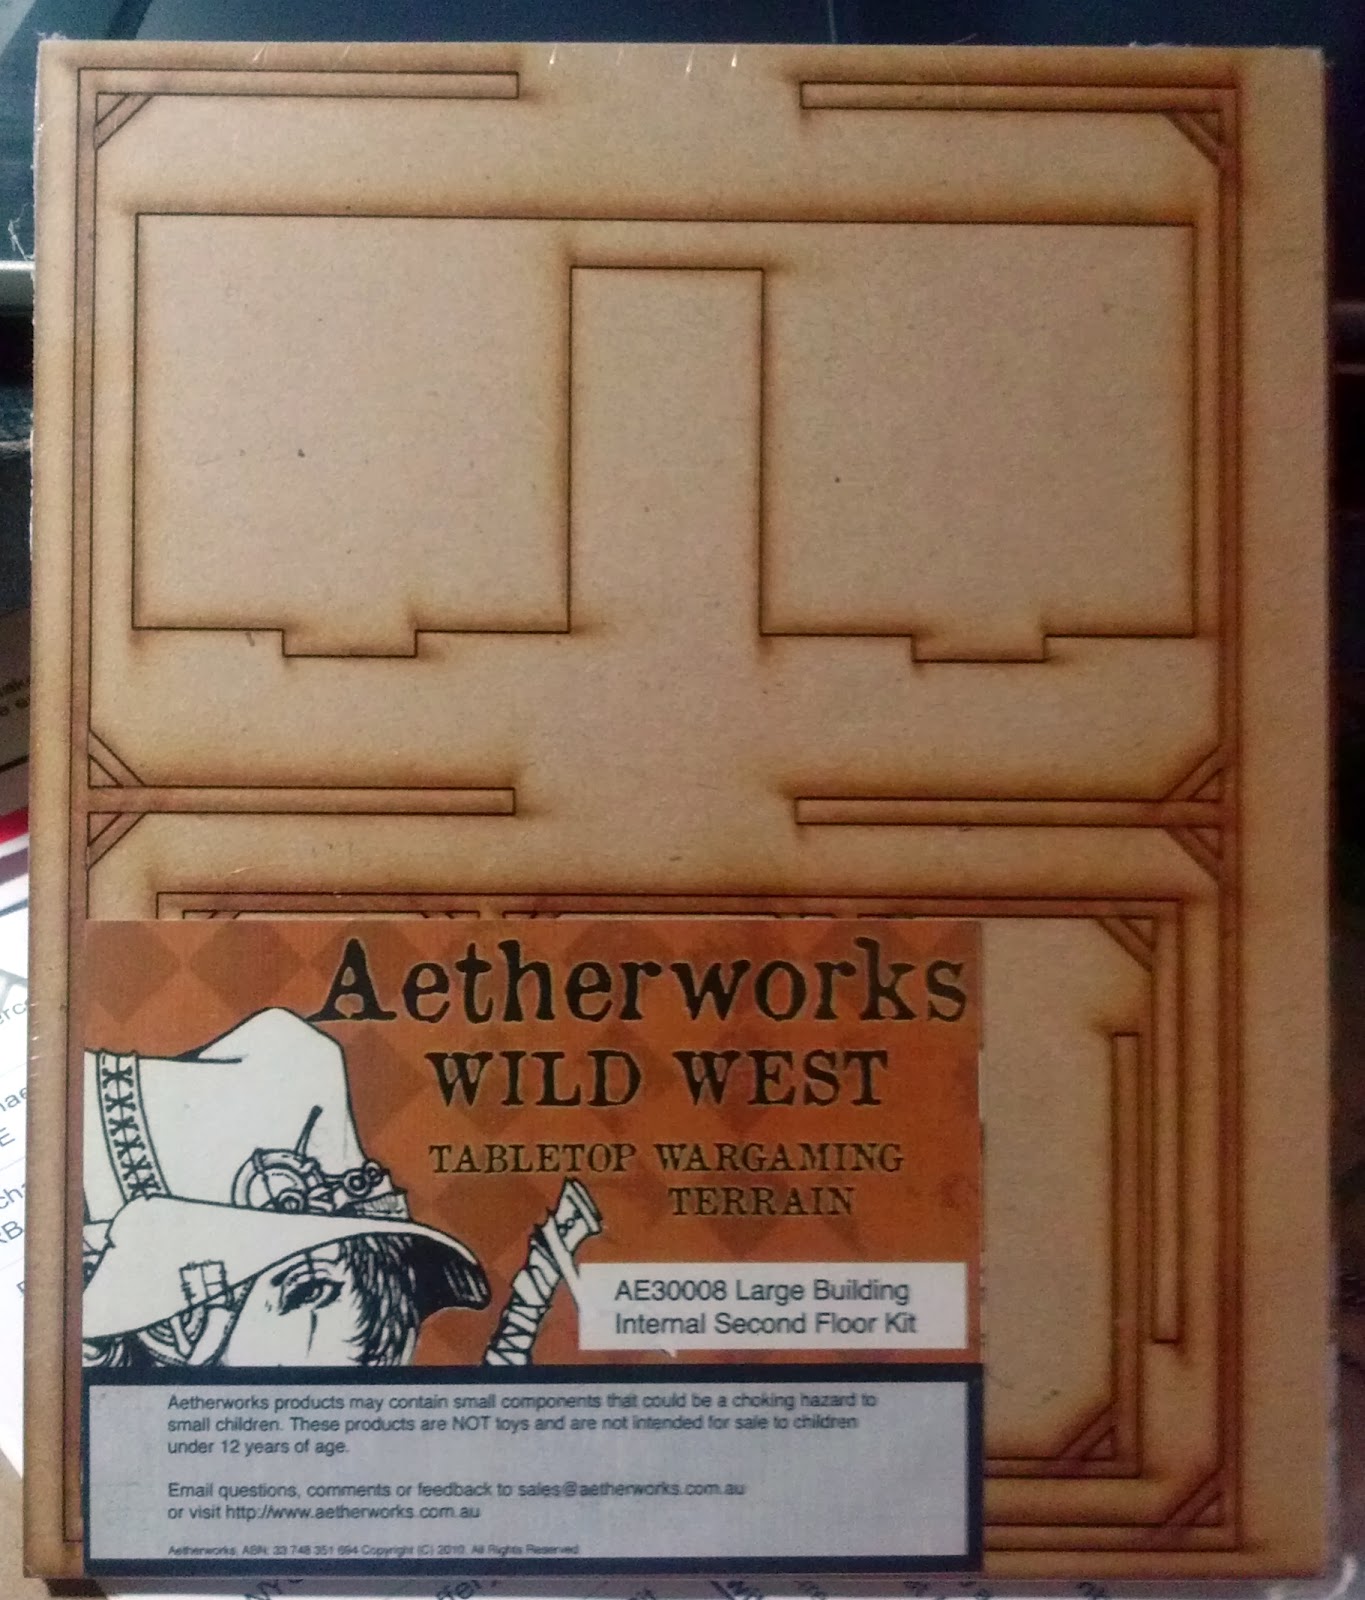 Aetherworks
WILD WEST
TABLETOP WARGAMING
TERRAIN
AE30008 Large Building
Internal Second Floor Kit
Aetherworks products may contain small components that could be a choking hazard to
small children. These products are NOT toys and are not intended for sale to children
under 12 years of age.
Email questions, comments or feedback to sales@aetherworks.com.au
or visit http://www.aetherworks.com.au
Aetherworks, ABN: 33 748 351 694 Copyright (C) 2010. All Rights Reserved.